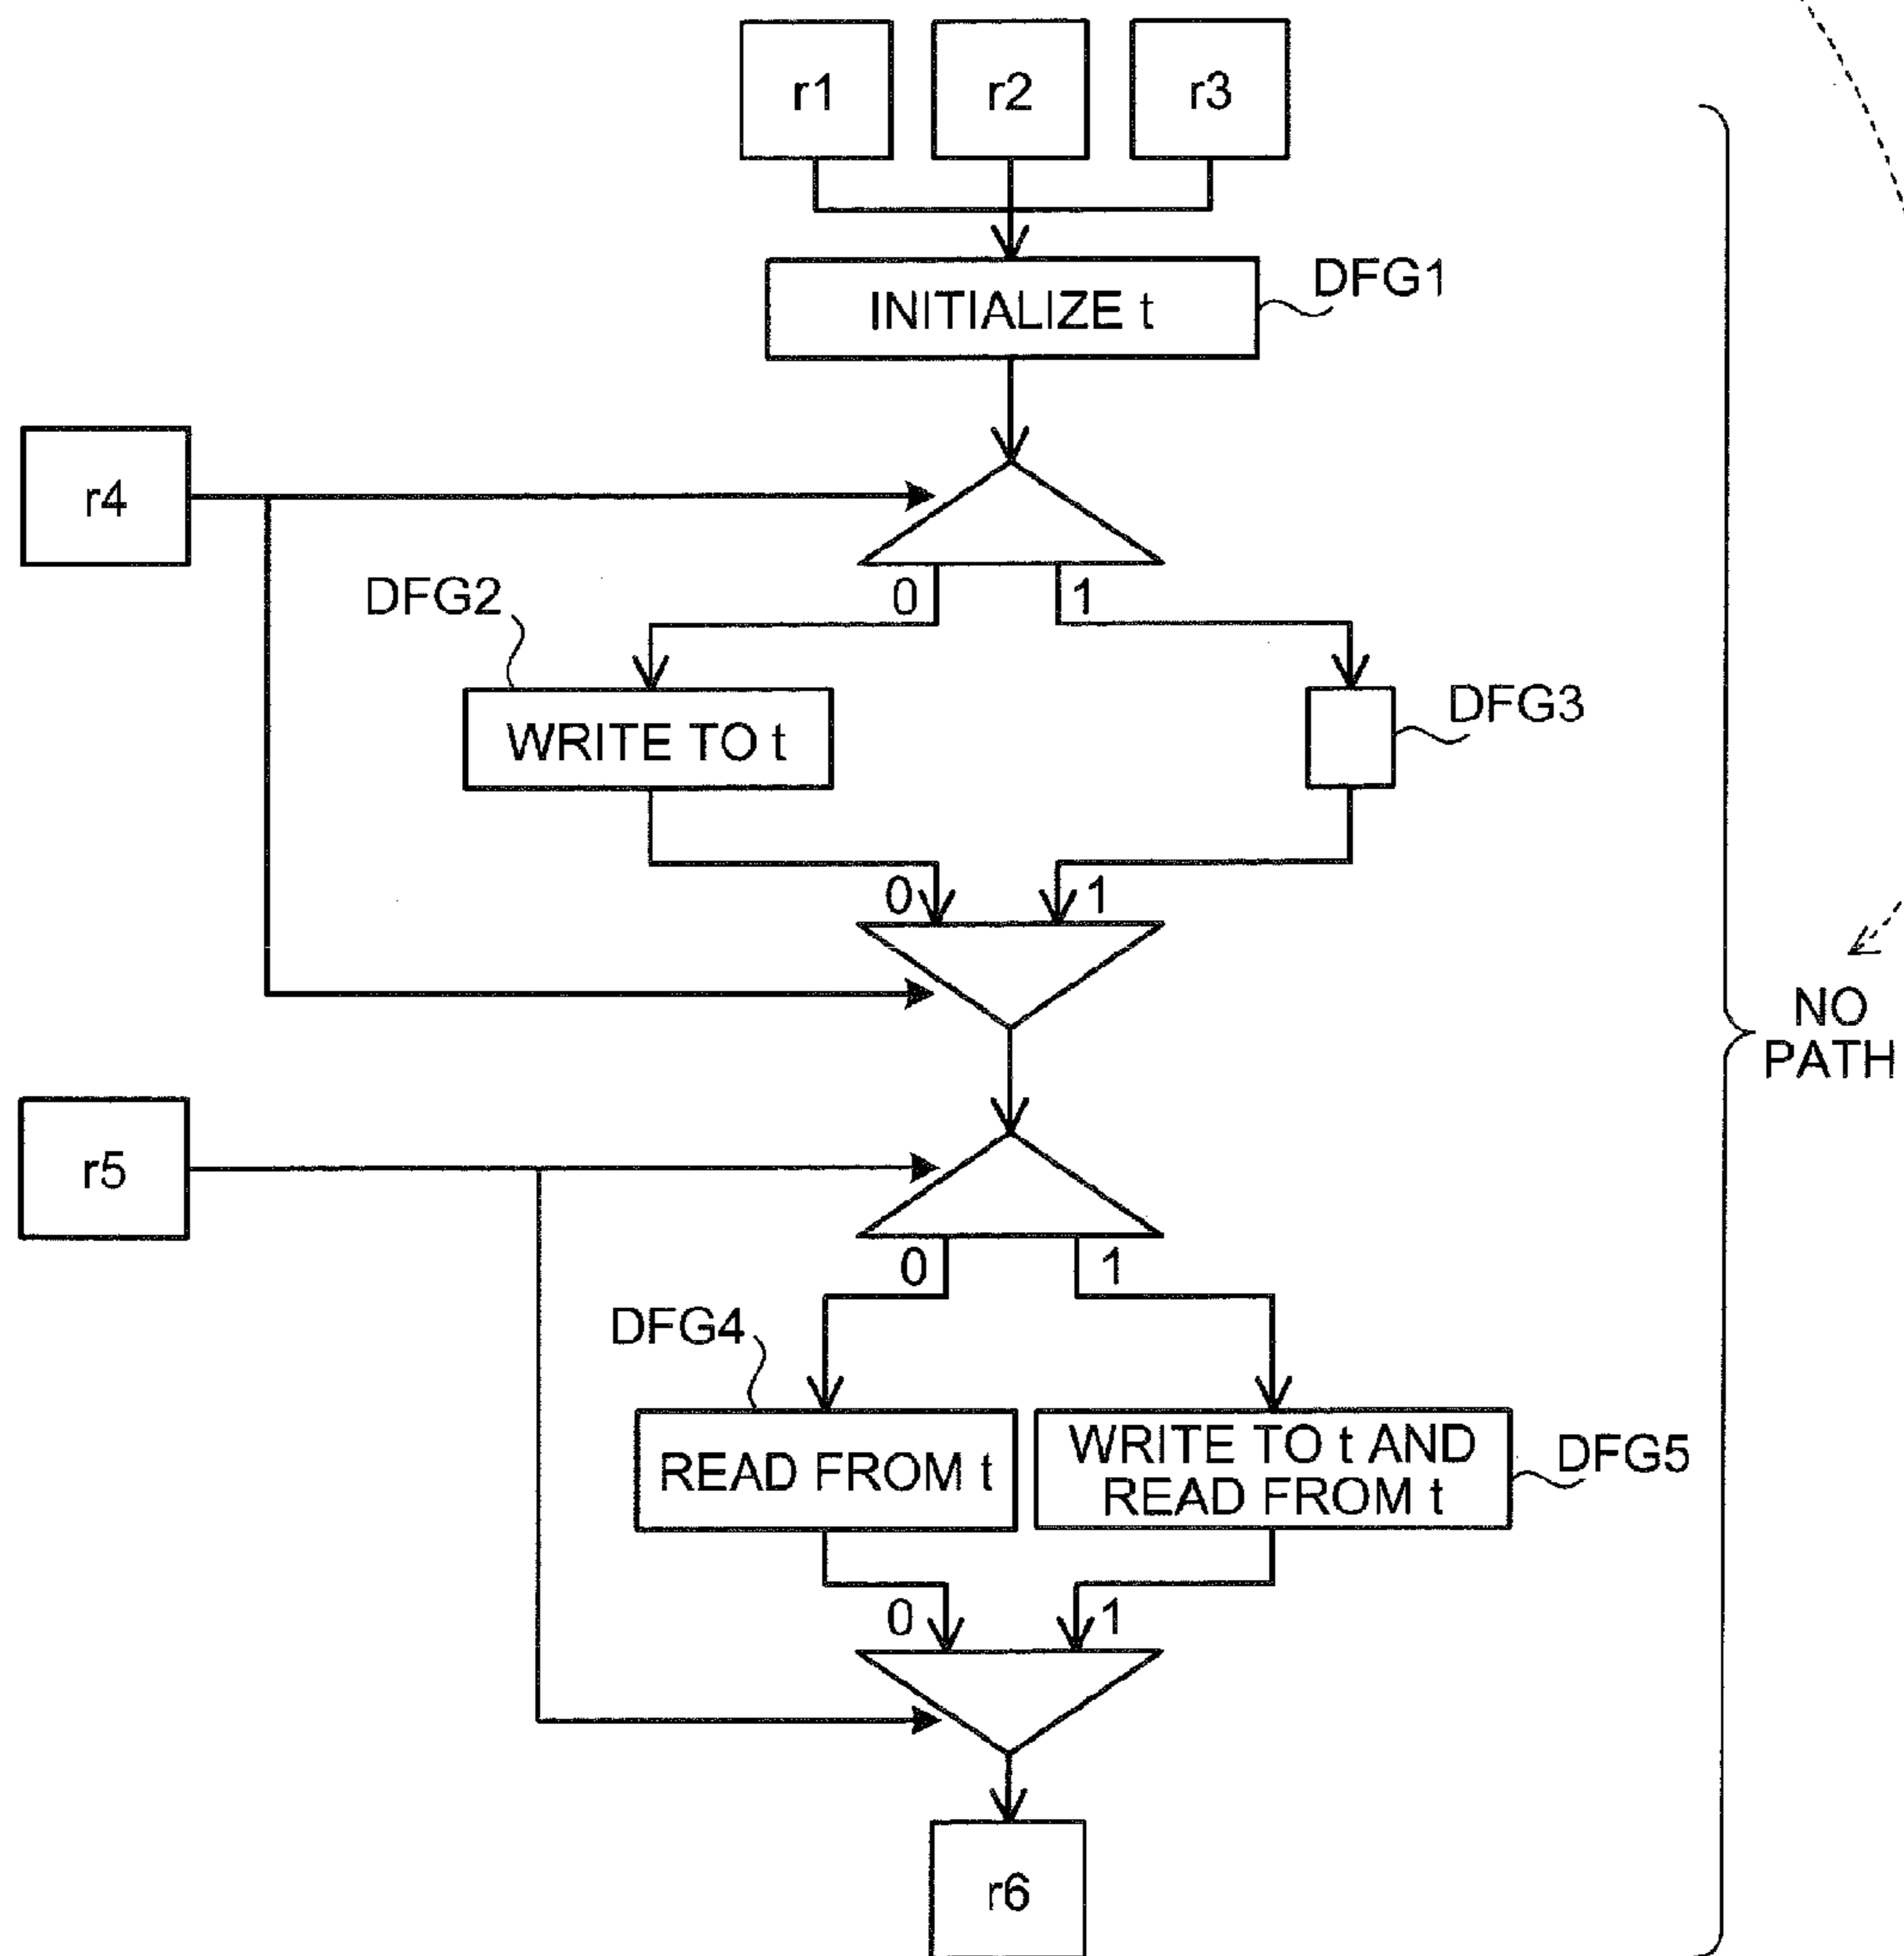 r1
r2
r3
INITIALIZE t
DFG1
r4
0
1
DFG2
WRITE TO t
DFG3
0
1
NO
PATH
r5
0
1
DFG4
READ FROM t
WRITE TO t AND
READ FROM t
DFG5
0
1
r6